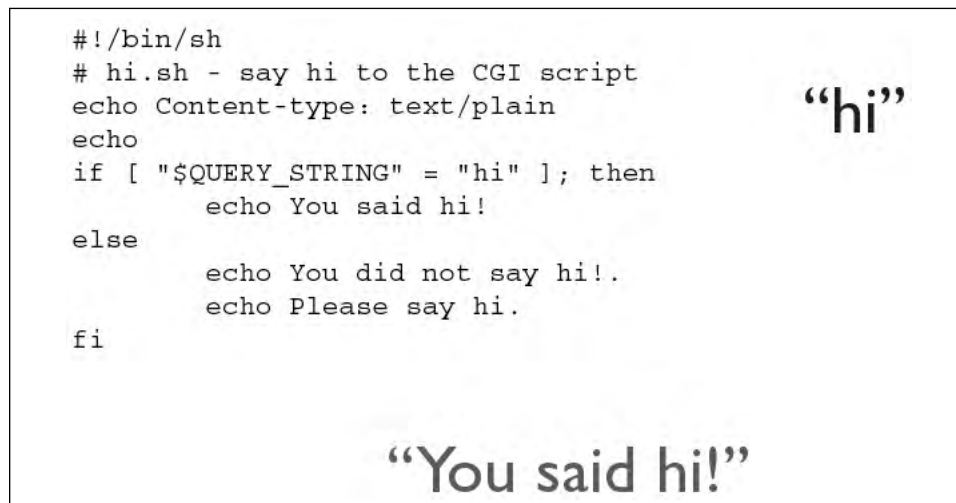 #!/bin/sh
# hi.sh - say hi to the CGI script
echo Content-type: text/plain
echo
if [ "$QUERY_STRING" = "hi" ]; then
        echo You said hi!
else
        echo You did not say hi!.
        echo Please say hi.
fi
“hi”
“You said hi!”